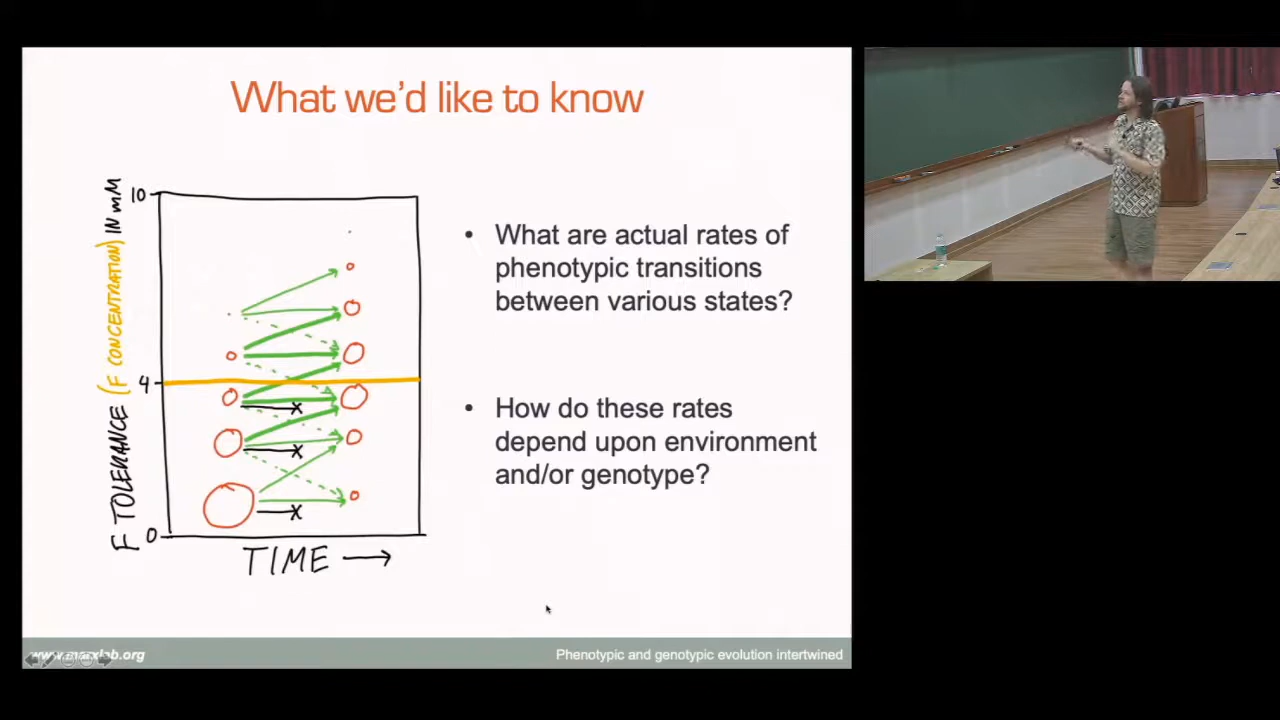 What we'd like to know
10
4
0
F TOLERANCE (F CONCENTRATION) IN mM
x
x
x
TIME
• What are actual rates of
phenotypic transitions
between various states?
• How do these rates
depend upon environment
and/or genotype?
www.marxlab.org
Phenotypic and genotypic evolution intertwined